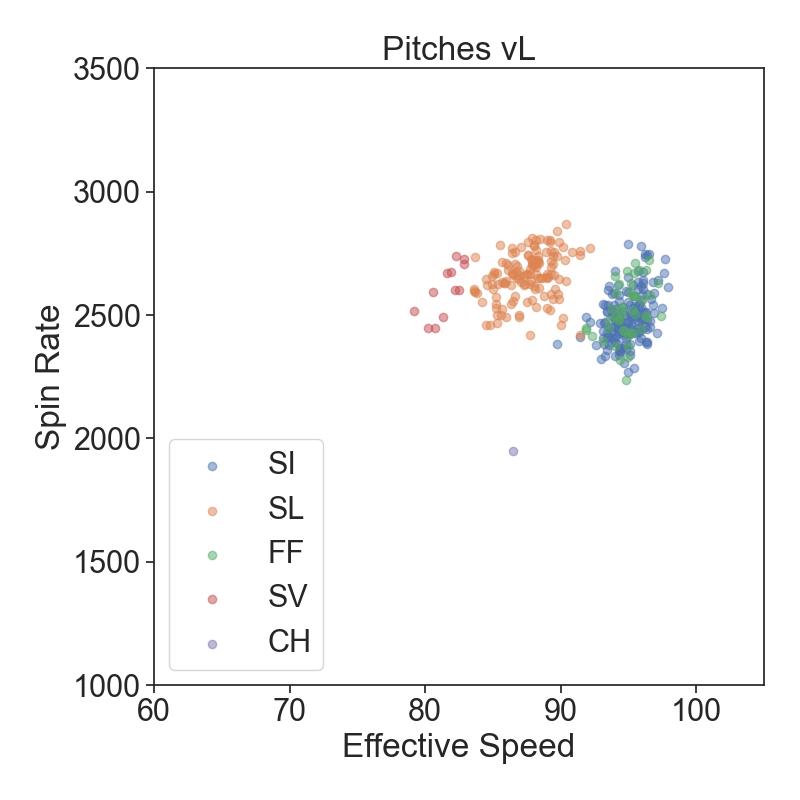 Pitches vL
3500
3000
2500
2000
1500
1000
Spin Rate
SI
SL
FF
SV
CH
60 70 80 90 100
Effective Speed